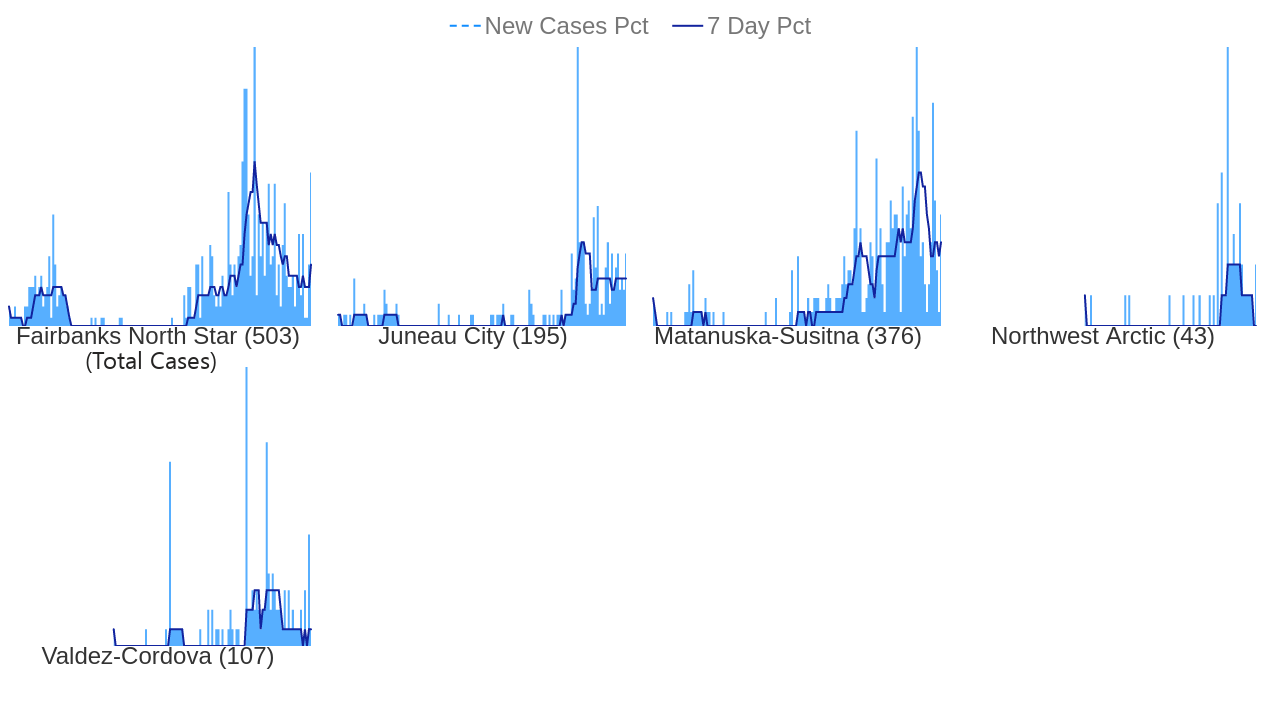 New Cases Pct 7 Day Pct
Fairbanks North Star (503) Juneau City (195) Matanuska-Susitna (376) Northwest Arctic (43)
(Total Cases)
Valdez-Cordova (107)